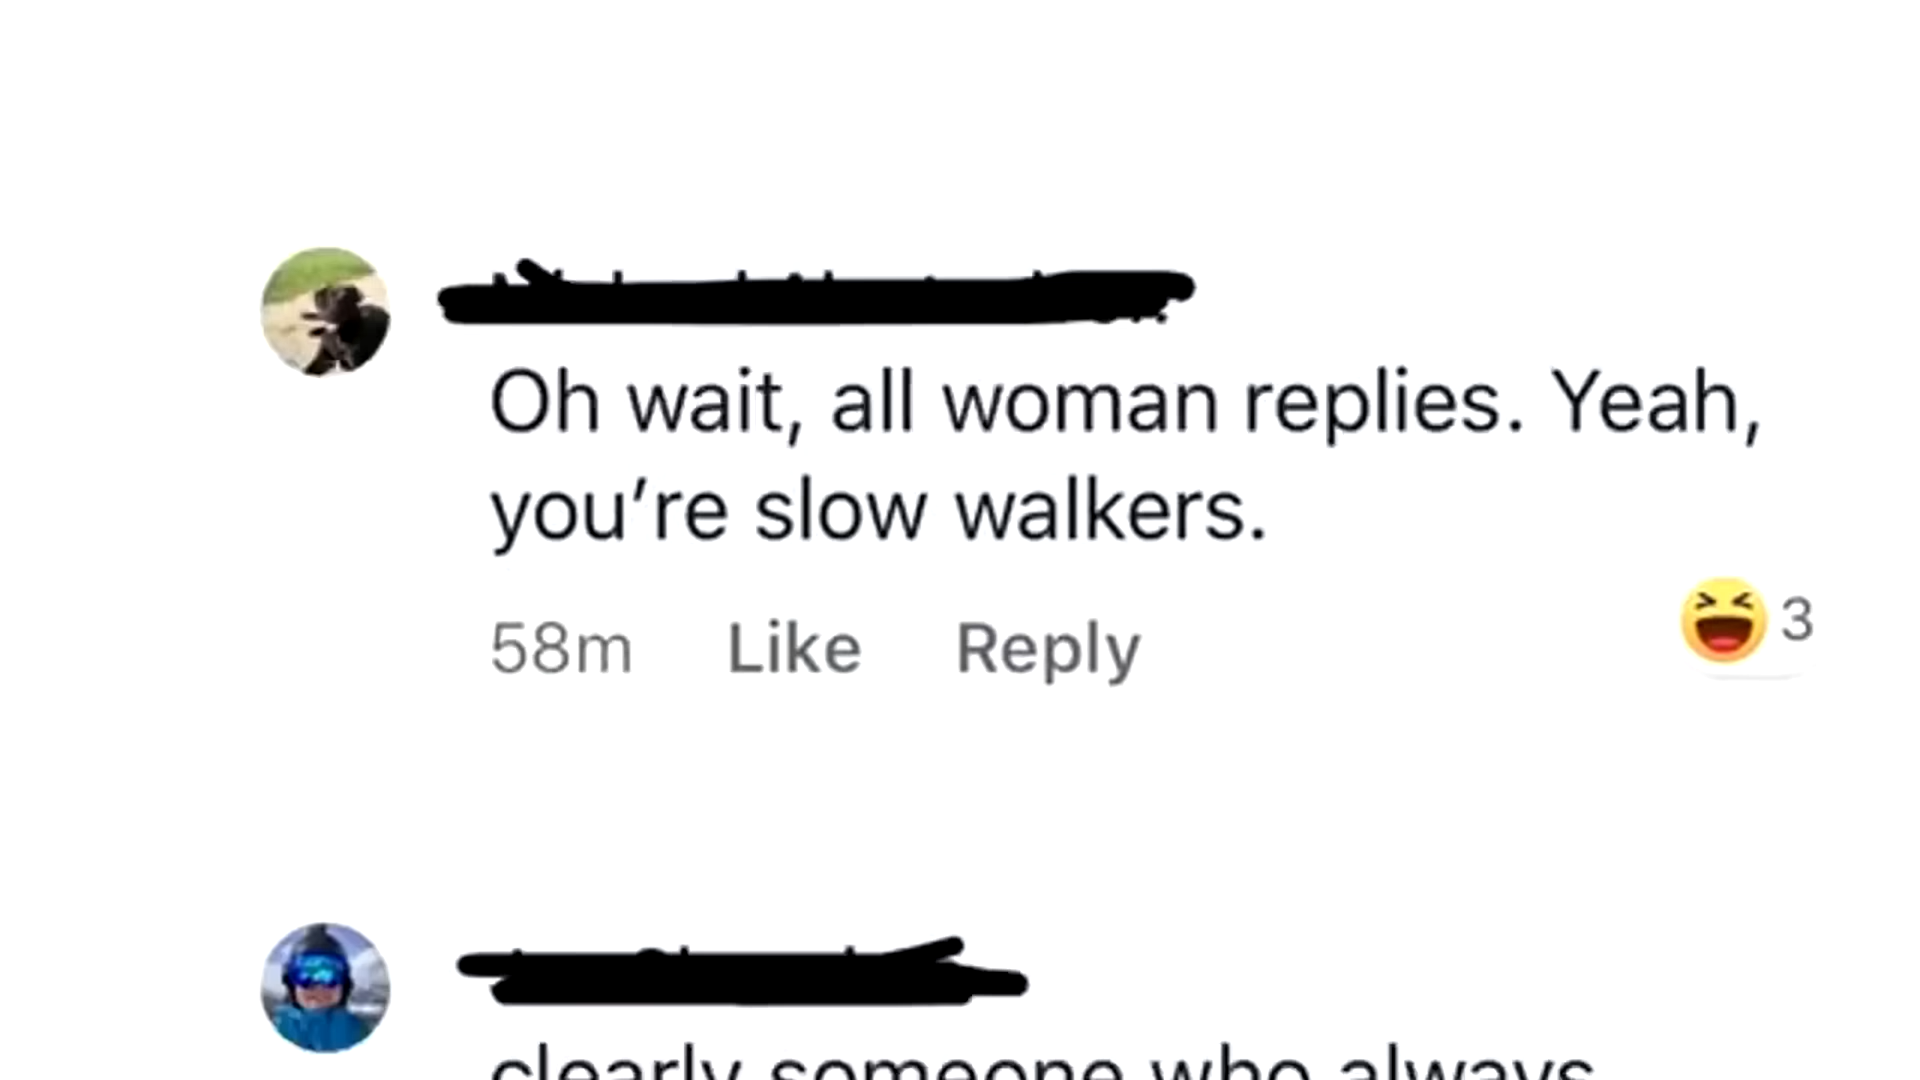 Oh wait, all woman replies. Yeah,
you're slow walkers.
58m Like Reply
3
clearly someone who always